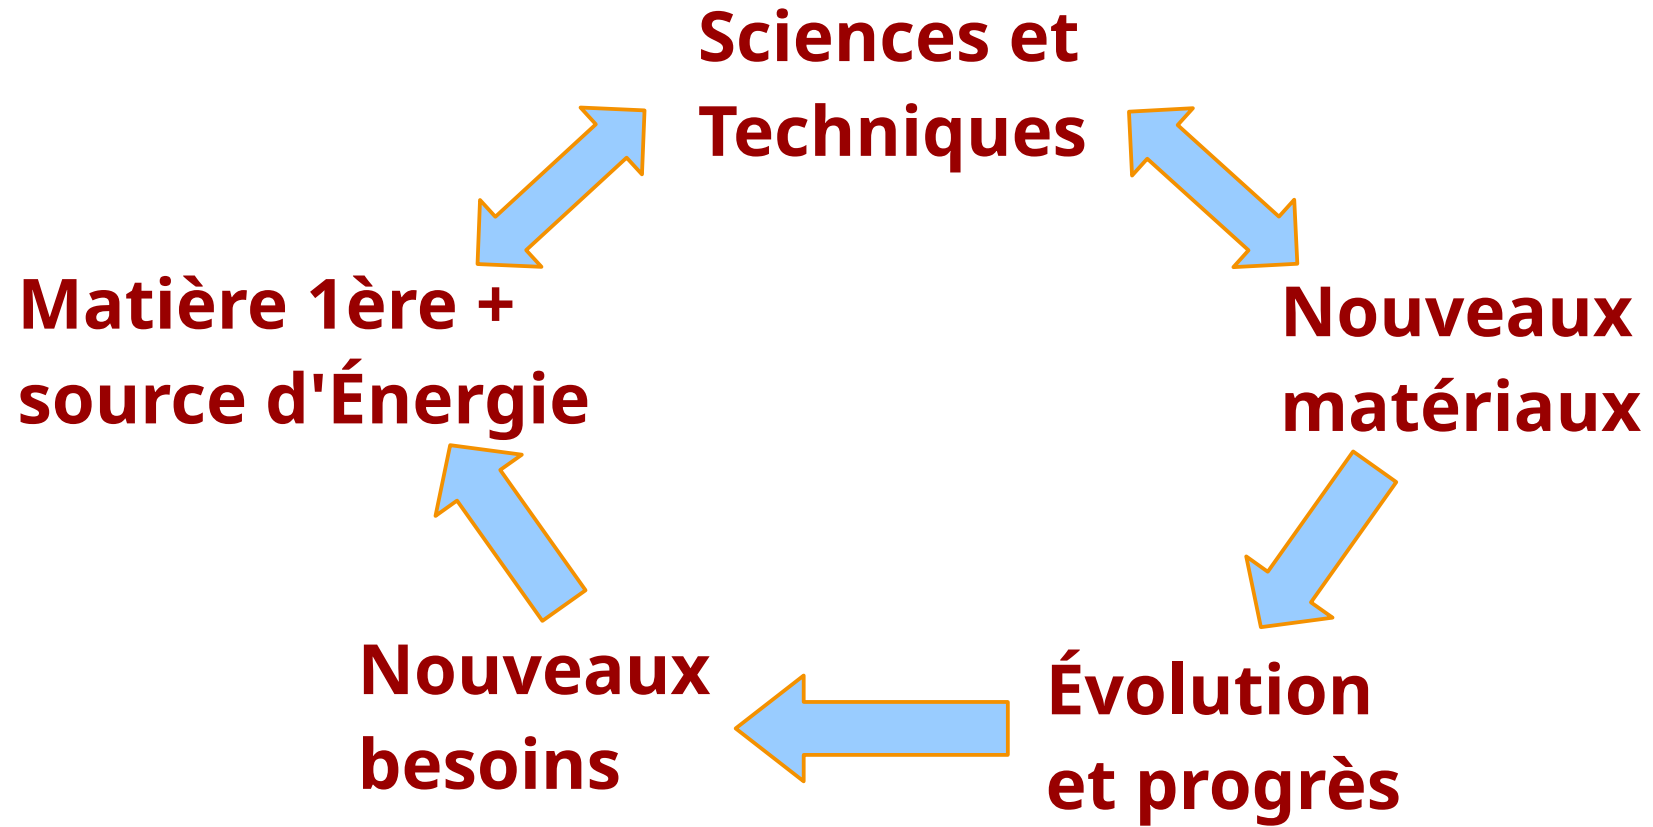 Sciences et
Techniques
Matière 1ère +
source d'Énergie
Nouveaux
matériaux
Nouveaux
besoins
Évolution
et progrès